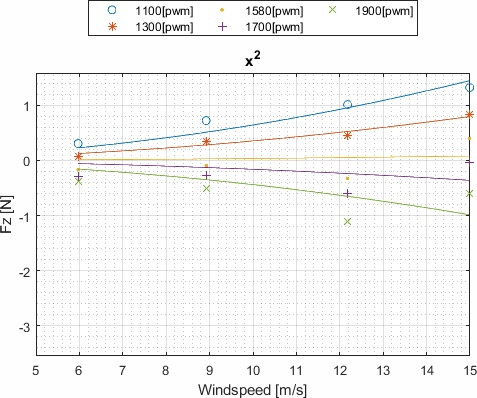 1100[pwm] 1580[pwm] 1900[pwm]
1300[pwm] 1700[pwm]
x²
1
0
-1
-2
-3
Fz [N]
5 6 7 8 9 10 11 12 13 14 15
Windspeed [m/s]